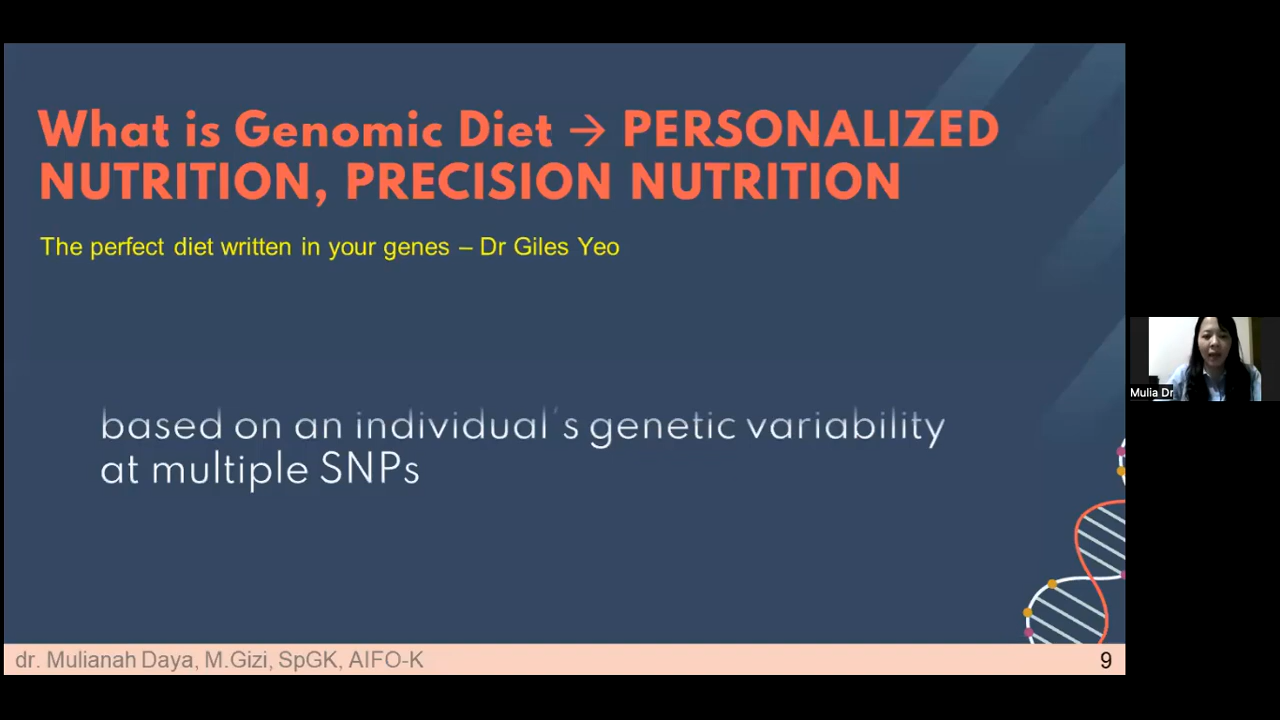 What is Genomic Diet → PERSONALIZED
NUTRITION, PRECISION NUTRITION
The perfect diet written in your genes – Dr Giles Yeo
based on an individual's genetic variability
at multiple SNPs
Mulia Dr
dr. Mulianah Daya, M.Gizi, SpGK, AIFO-K
9